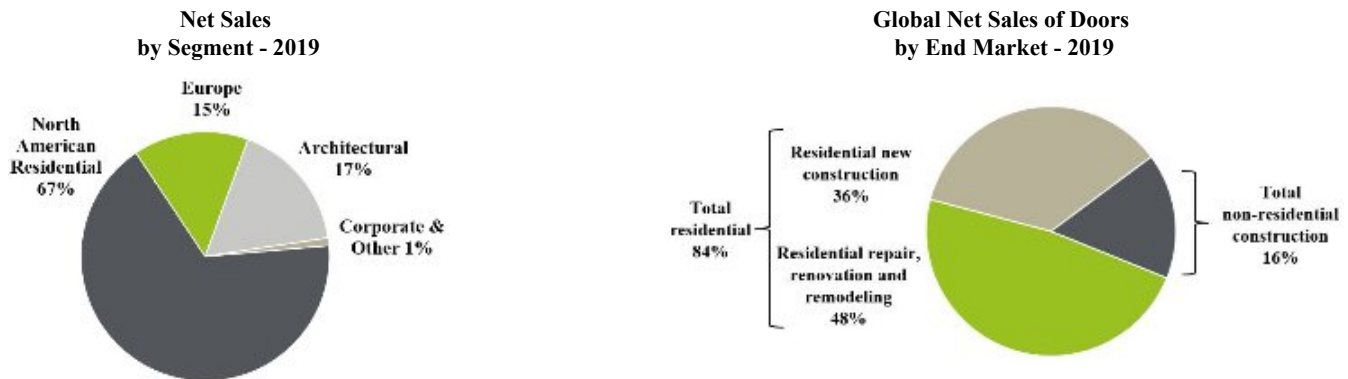 Net Sales
by Segment - 2019
Europe
15%
North
American
Residential
67%
Architectural
17%
Corporate &
Other 1%
Global Net Sales of Doors
by End Market - 2019
Residential new
construction
36%
Total
residential
84%
Residential repair,
renovation and
remodeling
48%
Total
non-residential
construction
16%